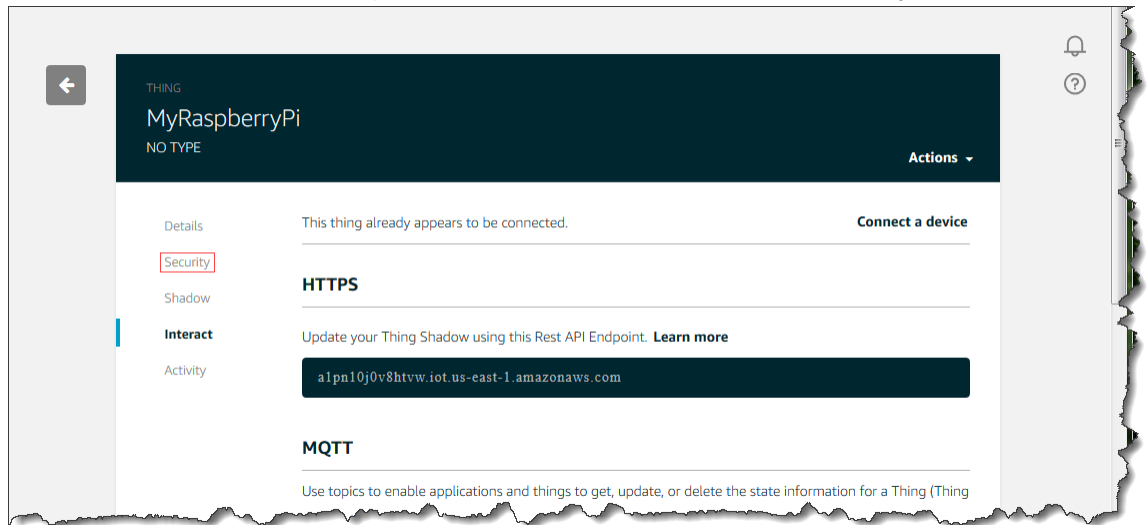 THING
MyRaspberryPi
NO TYPE
Actions
Details
Security
Shadow
Interact
Activity
This thing already appears to be connected.
Connect a device
HTTPS
Update your Thing Shadow using this Rest API Endpoint. Learn more
a1pn10j0v8htvw.iot.us-east-1.amazonaws.com
MQTT
Use topics to enable applications and things to get, update, or delete the state information for a Thing (Thing